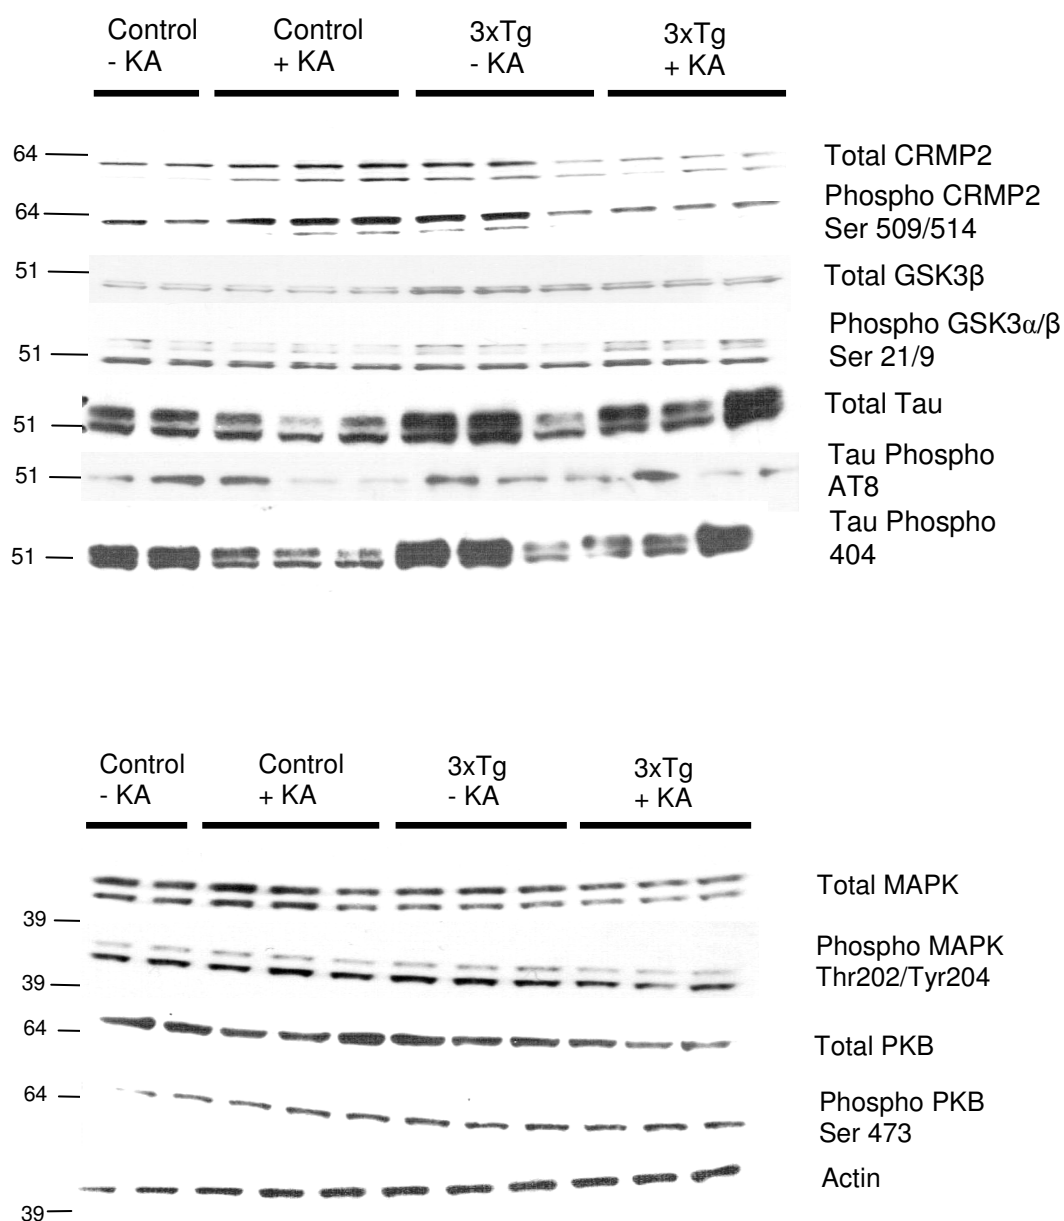 Control Control 3xTg 3xTg
- KA + KA - KA + KA
64 Total CRMP2
64 Phospho CRMP2
Ser 509/514
51 Total GSK3β
Phospho GSK3α/β
51 Ser 21/9
51 Total Tau
51 Tau Phospho
AT8
Tau Phospho
51 404
Control Control 3xTg 3xTg
- KA + KA - KA + KA
Total MAPK
39
Phospho MAPK
39 Thr202/Tyr204
64 Total PKB
64 Phospho PKB
Ser 473
Actin
39